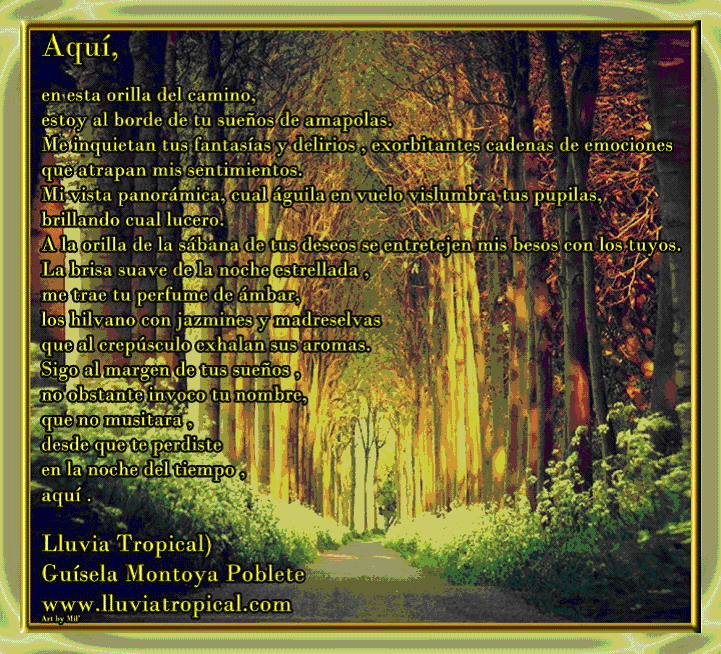 Aquí,
en esta orilla del camino,
estoy al borde de tu sueños de amapolas.
Me inquietan tus fantasías y delirios , exorbitantes cadenas de emociones
que atrapan mis sentimientos.
Mi vista panorámica, cual águila en vuelo vislumbra tus pupilas,
brillando cual lucero.
A la orilla de la sábana de tus deseos se entretejen mis besos con los tuyos.
La brisa suave de la noche estrellada ,
me trae tu perfume de ámbar,
los hilvano con jazmines y madreselvas
que al crepúsculo exhalan sus aromas.
Sigo al margen de tus sueños ,
no obstante invoco tu nombre,
que no musitara ,
desde que te perdiste
en la noche del tiempo ,
aquí .
Lluvia Tropical)
Guísela Montoya Poblete
www.lluviatropical.com
Art by Mil'